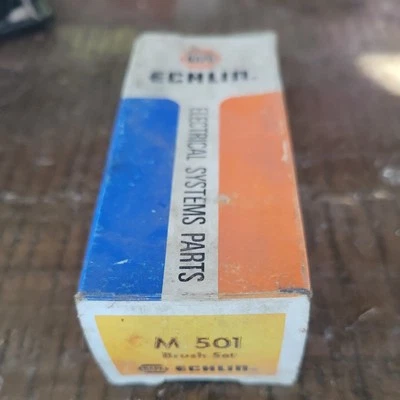 ECHLIN.
ELECTRICAL SYSTEMS PARTS
M 501
Brush Set
ECHLIN